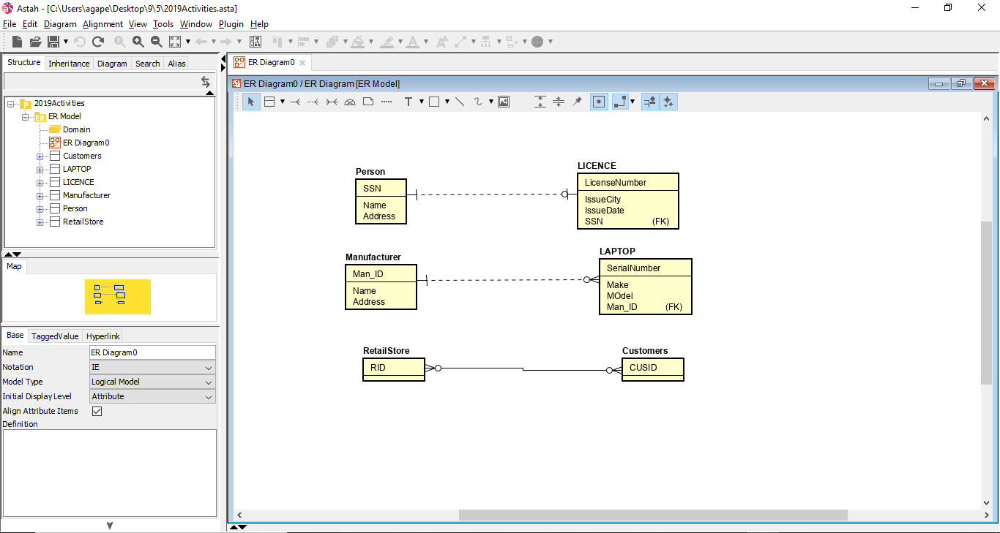 Astah - [C:\Users\agape\Desktop\9\5\2019Activities.asta]
File Edit Diagram Alignment View Tools Window Plugin Help
Structure Inheritance Diagram Search Alias
ER Diagram0
ER Diagram0 / ER Diagram [ER Model]
2019Activities
ER Model
Domain
ER Diagram0
Customers
LAPTOP
LICENCE
Manufacturer
Person
RetailStore
Map
Base TaggedValue Hyperlink
Name ER Diagram0
Notation IE
Model Type Logical Model
Initial Display Level Attribute
Align Attribute Items
Definition
Person
SSN
Name
Address
LICENCE
LicenseNumber
IssueCity
IssueDate
SSN (FK)
Manufacturer
Man_ID
Name
Address
LAPTOP
SerialNumber
Make
MOdel
Man_ID (FK)
RetailStore
RID
Customers
CUSID